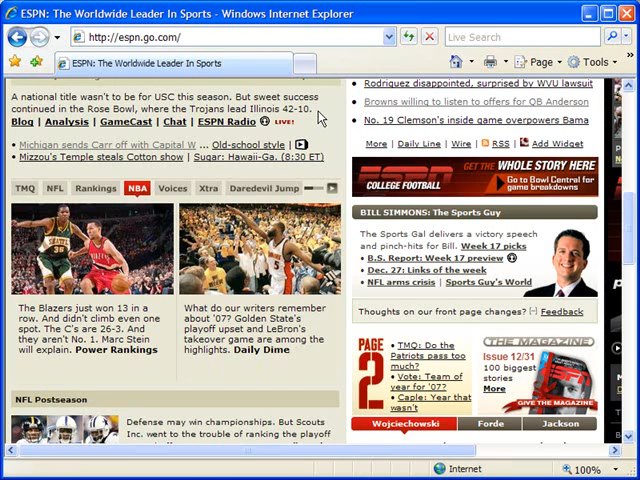 ESPN: The Worldwide Leader In Sports - Windows Internet Explorer
http://espn.go.com/
Live Search
ESPN: The Worldwide Leader In Sports
Page
Tools
A national title wasn't to be for USC this season. But sweet success
continued in the Rose Bowl, where the Trojans lead Illinois 42-10.
Blog | Analysis | GameCast | Chat | ESPN Radio LIVE!
• Michigan sends Carr off with Capital W ... Old-school style |
• Mizzou's Temple steals Cotton show | Sugar: Hawaii-Ga. (8:30 ET)
TMQ NFL Rankings NBA Voices Xtra Daredevil Jump
The Blazers just won 13 in a
row. And didn't climb even one
spot. The C's are 26-3. And
they aren't No. 1. Marc Stein
will explain. Power Rankings
What do our writers remember
about '07? Golden State's
playoff upset and LeBron's
takeover game are among the
highlights. Daily Dime
NFL Postseason
Defense may win championships. But Scouts
Inc. went to the trouble of ranking the playoff
Rodriguez disappointed, surprised by WVU lawsuit
• Browns willing to listen to offers for QB Anderson
• No. 19 Clemson's inside game overpowers Bama
More | Daily Line | Wire | RSS | Add Widget
ESPN
COLLEGE FOOTBALL
GET THE WHOLE STORY HERE
Go to Bowl Central for
game breakdowns
BILL SIMMONS: The Sports Guy
The Sports Gal delivers a victory speech
and pinch-hits for Bill. Week 17 picks
• B.S. Report: Week 17 preview
• Dec. 27: Links of the week
• NFL arms crisis | Sports Guy's World
Thoughts on our front page changes? [–] Feedback
PAGE
2
• TMQ: Do the
Patriots pass too
much?
• Vote: Team of
year for '07?
• Caple: Year that
wasn't
THE MAGAZINE
Issue 12/31
100 biggest
stories
More
ESPN
GIVE THE MAGAZINE
Wojciechowski Forde Jackson
Internet
100%